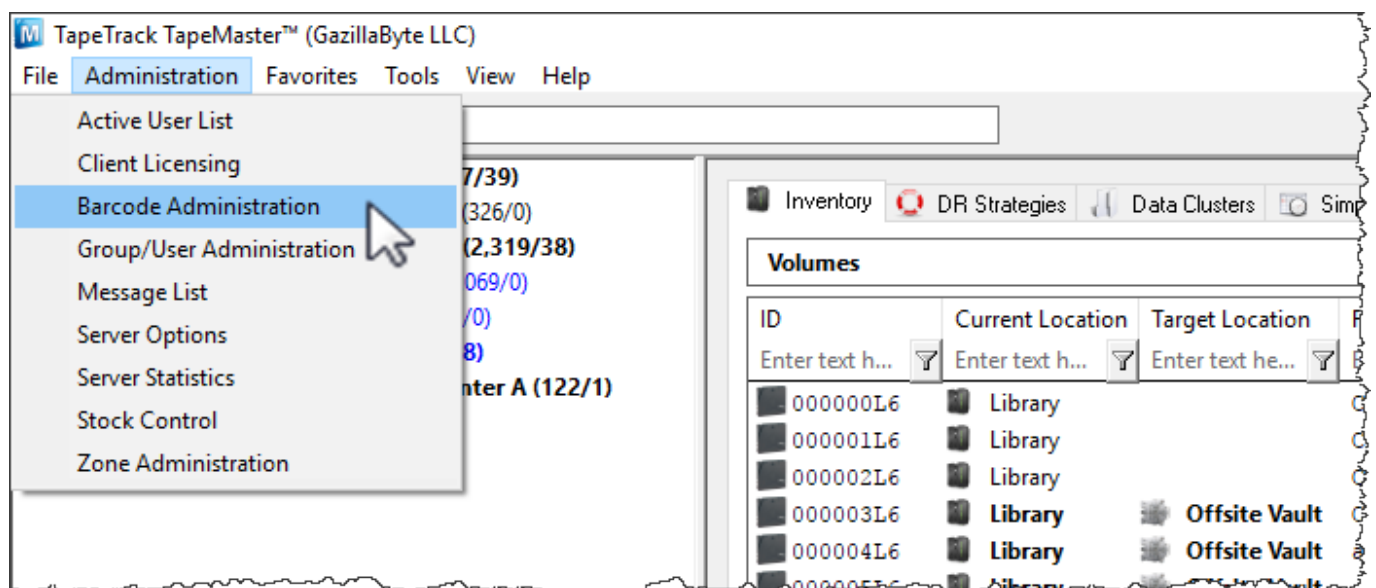 TapeTrack TapeMaster™ (GazillaByte LLC)
File Administration Favorites Tools View Help
Active User List
Client Licensing
Barcode Administration
Group/User Administration
Message List
Server Options
Server Statistics
Stock Control
Zone Administration
7/39)
(326/0)
(2,319/38)
069/0)
/0)
8)
nter A (122/1)
Inventory DR Strategies Data Clusters Simp
Volumes
ID Current Location Target Location
Enter text h... Enter text h... Enter text he...
000000L6 Library
000001L6 Library
000002L6 Library
000003L6 Library Offsite Vault
000004L6 Library Offsite Vault